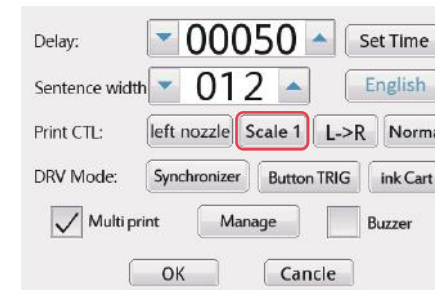 Delay: 00050 Set Time
Sentence width 012 English
Print CTL: left nozzle Scale 1 L->R Norma
DRV Mode: Synchronizer Button TRIG ink Cart
Multi print Manage Buzzer
OK Cancle